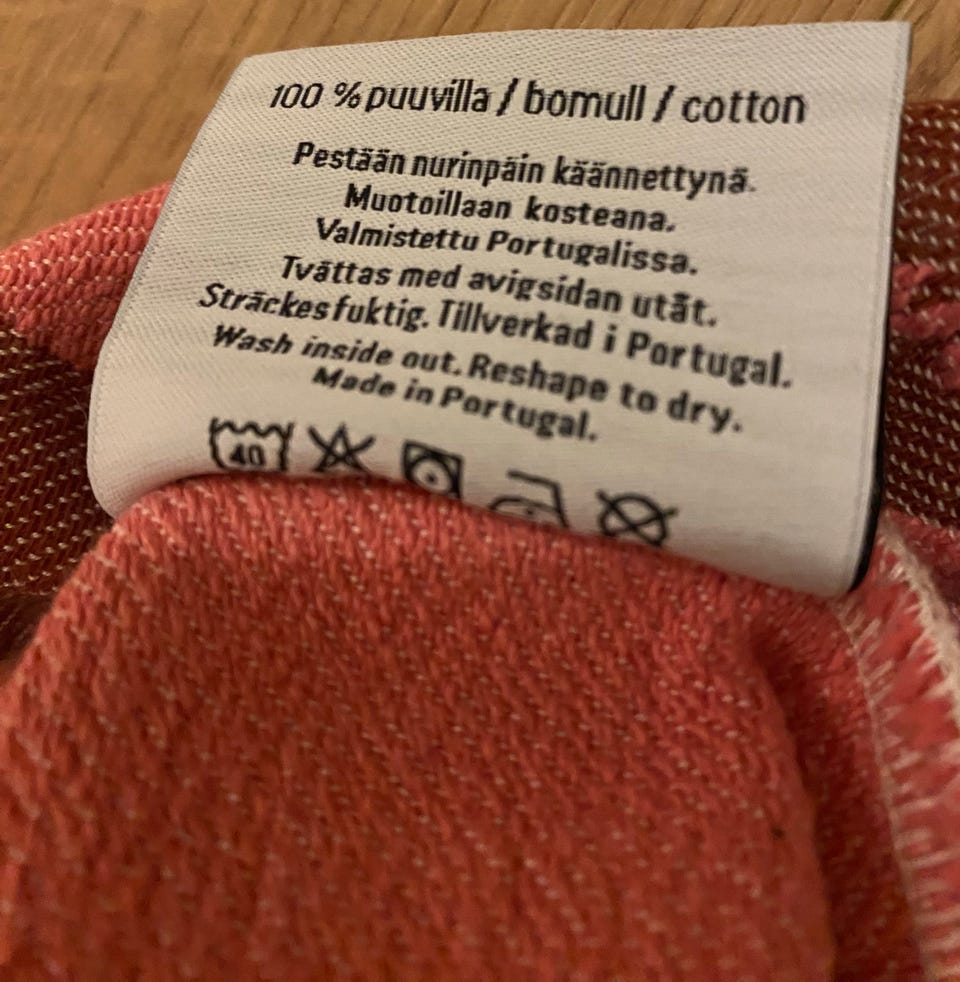 100 % puuvilla / bomull / cotton
Pestään nurinpäin käännettynä.
Muotoillaan kosteana.
Valmistettu Portugalissa.
Tvättas med avigsidan utåt.
Sträckes fuktig. Tillverkad i Portugal.
Wash inside out. Reshape to dry.
Made in Portugal.
40